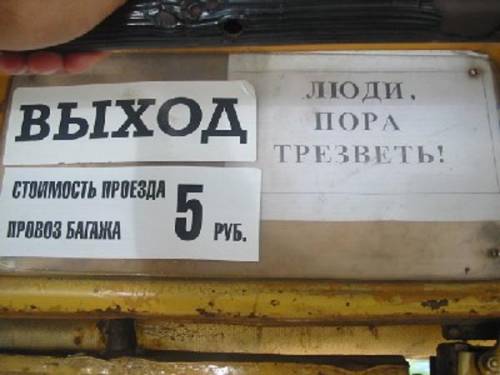 ВЫХОД
СТОИМОСТЬ ПРОЕЗДА
ПРОВОЗ БАГАЖА 5 РУБ.
ЛЮДИ,
ПОРА
ТРЕЗВЕТЬ!